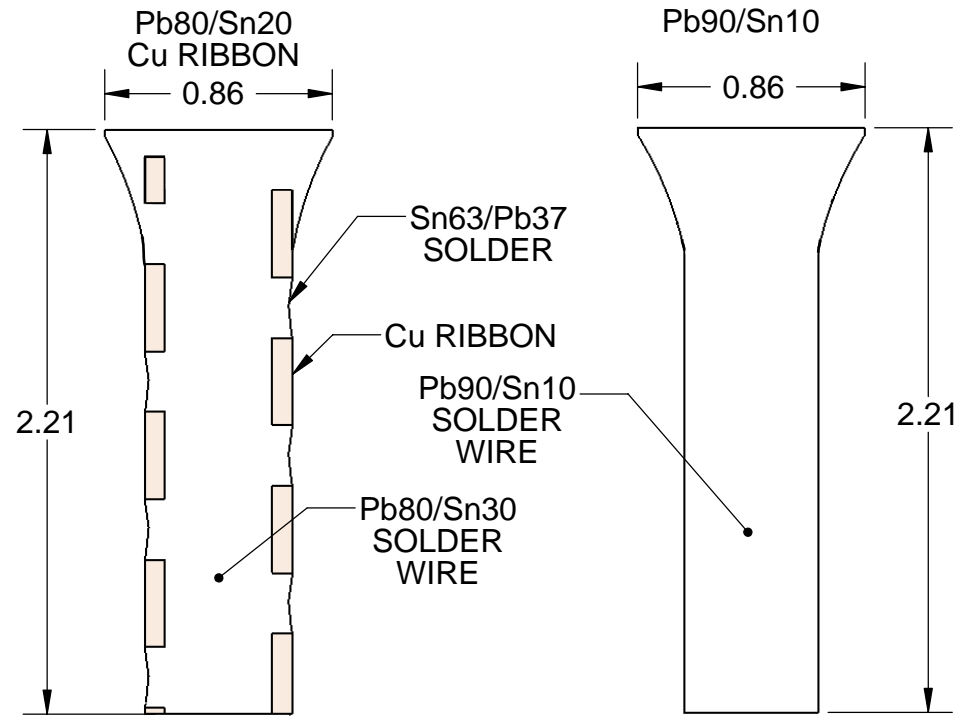 Pb80/Sn20
Cu RIBBON
0.86
Pb90/Sn10
0.86
Sn63/Pb37
SOLDER
Cu RIBBON
Pb90/Sn10
SOLDER
WIRE
2.21
2.21
Pb80/Sn30
SOLDER
WIRE